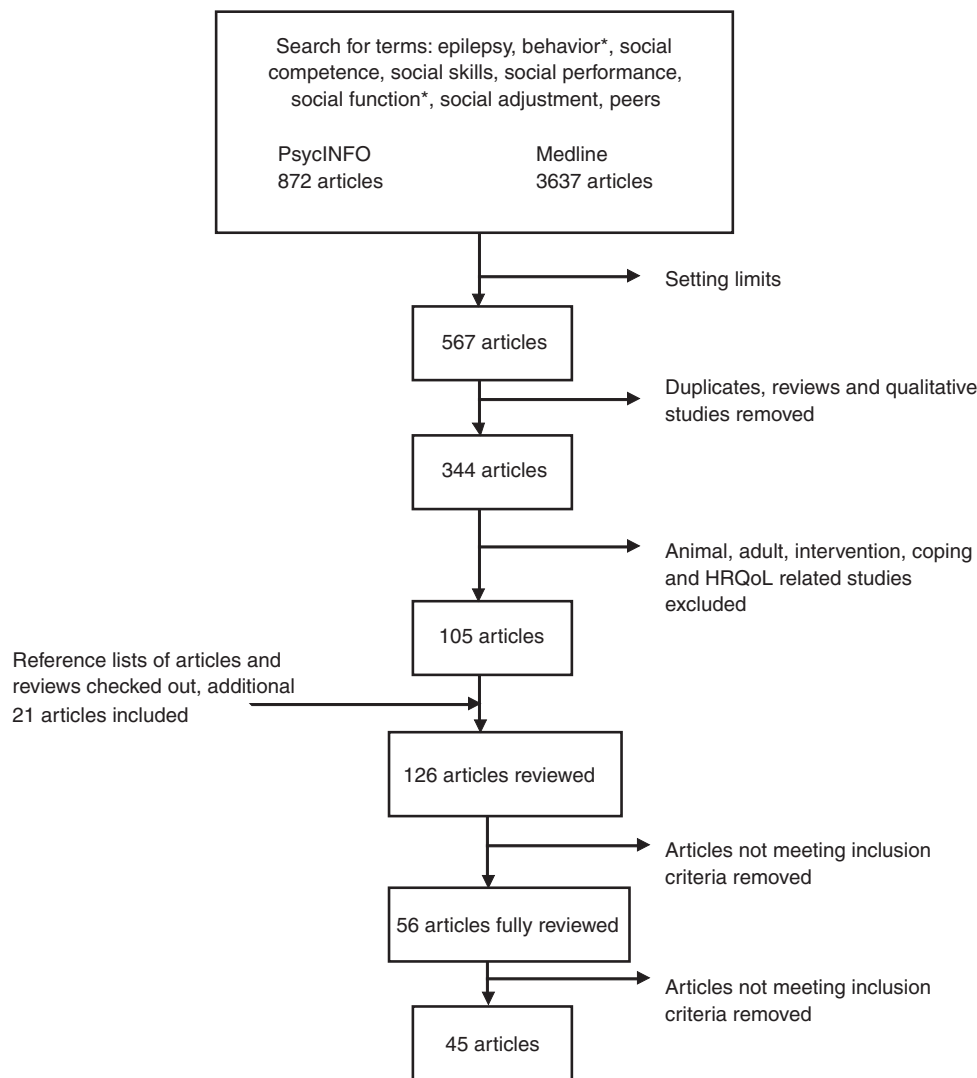 Search for terms: epilepsy, behavior*, social
competence, social skills, social performance,
social function*, social adjustment, peers
PsycINFO
872 articles
Medline
3637 articles
Setting limits
567 articles
Duplicates, reviews and qualitative
studies removed
344 articles
Animal, adult, intervention, coping
and HRQoL related studies
excluded
105 articles
Reference lists of articles and
reviews checked out, additional
21 articles included
126 articles reviewed
Articles not meeting inclusion
criteria removed
56 articles fully reviewed
Articles not meeting inclusion
criteria removed
45 articles